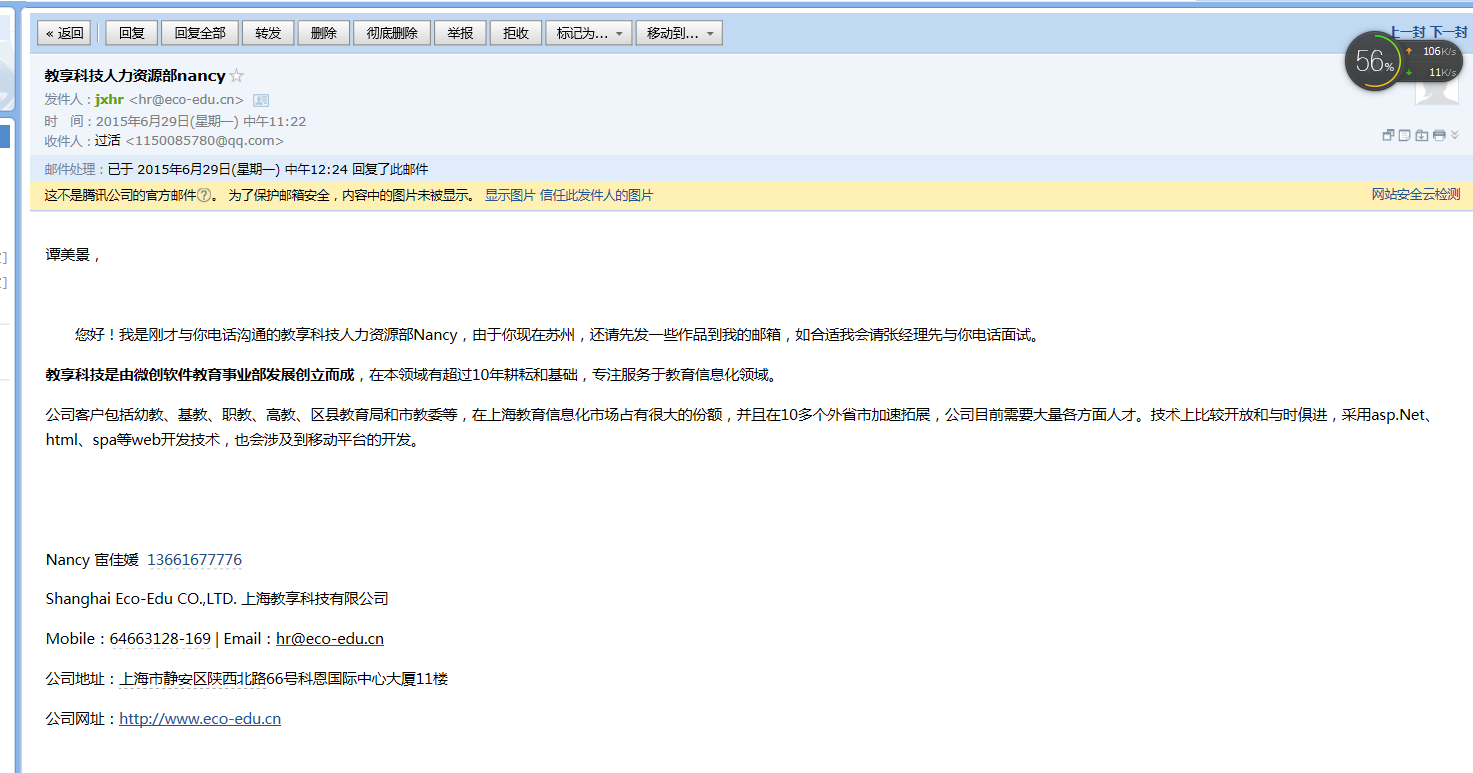 « 返回 回复 回复全部 转发 删除 彻底删除 举报 拒收 标记为... 移动到...
上一封 下一封
56% 106K/s
11K/s
教享科技人力资源部nancy
发件人：jxhr <hr@eco-edu.cn>
时 间：2015年6月29日(星期一) 中午11:22
收件人：过活 <1150085780@qq.com>
邮件处理：已于 2015年6月29日(星期一) 中午12:24 回复了此邮件
这不是腾讯公司的官方邮件?。 为了保护邮箱安全，内容中的图片未被显示。 显示图片 信任此发件人的图片 网站安全云检测
谭美景，
您好！我是刚才与你电话沟通的教享科技人力资源部Nancy，由于你现在苏州，还请先发一些作品到我的邮箱，如合适我会请张经理先与你电话面试。
教享科技是由微创软件教育事业部发展创立而成，在本领域有超过10年耕耘和基础，专注服务于教育信息化领域。
公司客户包括幼教、基教、职教、高教、区县教育局和市教委等，在上海教育信息化市场占有很大的份额，并且在10多个外省市加速拓展，公司目前需要大量各方面人才。技术上比较开放和与时俱进，采用asp.Net、
html、spa等web开发技术，也会涉及到移动平台的开发。
Nancy 宦佳媛 13661677776
Shanghai Eco-Edu CO.,LTD. 上海教享科技有限公司
Mobile：64663128-169 | Email：hr@eco-edu.cn
公司地址：上海市静安区陕西北路66号科恩国际中心大厦11楼
公司网址：http://www.eco-edu.cn